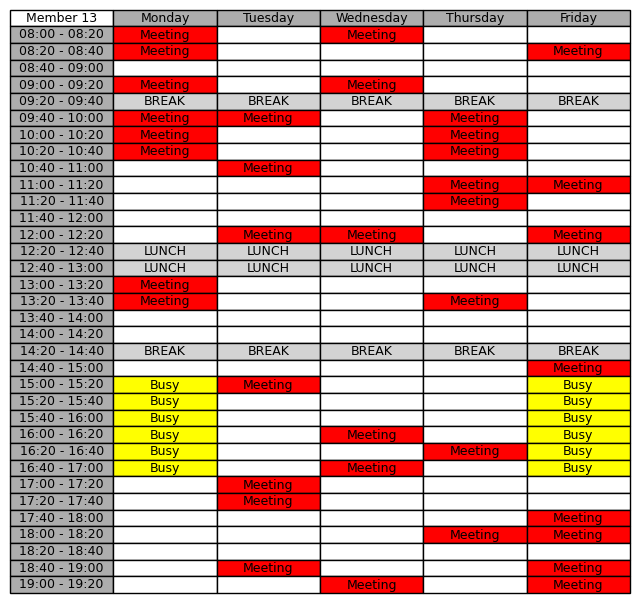 Member 13 Monday Tuesday Wednesday Thursday Friday
08:00 - 08:20 Meeting Meeting
08:20 - 08:40 Meeting Meeting
08:40 - 09:00
09:00 - 09:20 Meeting Meeting
09:20 - 09:40 BREAK BREAK BREAK BREAK BREAK
09:40 - 10:00 Meeting Meeting Meeting
10:00 - 10:20 Meeting Meeting
10:20 - 10:40 Meeting Meeting
10:40 - 11:00 Meeting
11:00 - 11:20 Meeting Meeting
11:20 - 11:40 Meeting
11:40 - 12:00
12:00 - 12:20 Meeting Meeting Meeting
12:20 - 12:40 LUNCH LUNCH LUNCH LUNCH LUNCH
12:40 - 13:00 LUNCH LUNCH LUNCH LUNCH LUNCH
13:00 - 13:20 Meeting
13:20 - 13:40 Meeting Meeting
13:40 - 14:00
14:00 - 14:20
14:20 - 14:40 BREAK BREAK BREAK BREAK BREAK
14:40 - 15:00 Meeting
15:00 - 15:20 Busy Meeting Busy
15:20 - 15:40 Busy Busy
15:40 - 16:00 Busy Busy
16:00 - 16:20 Busy Meeting Busy
16:20 - 16:40 Busy Meeting Busy
16:40 - 17:00 Busy Meeting Busy
17:00 - 17:20 Meeting
17:20 - 17:40 Meeting
17:40 - 18:00 Meeting
18:00 - 18:20 Meeting Meeting
18:20 - 18:40
18:40 - 19:00 Meeting Meeting
19:00 - 19:20 Meeting Meeting